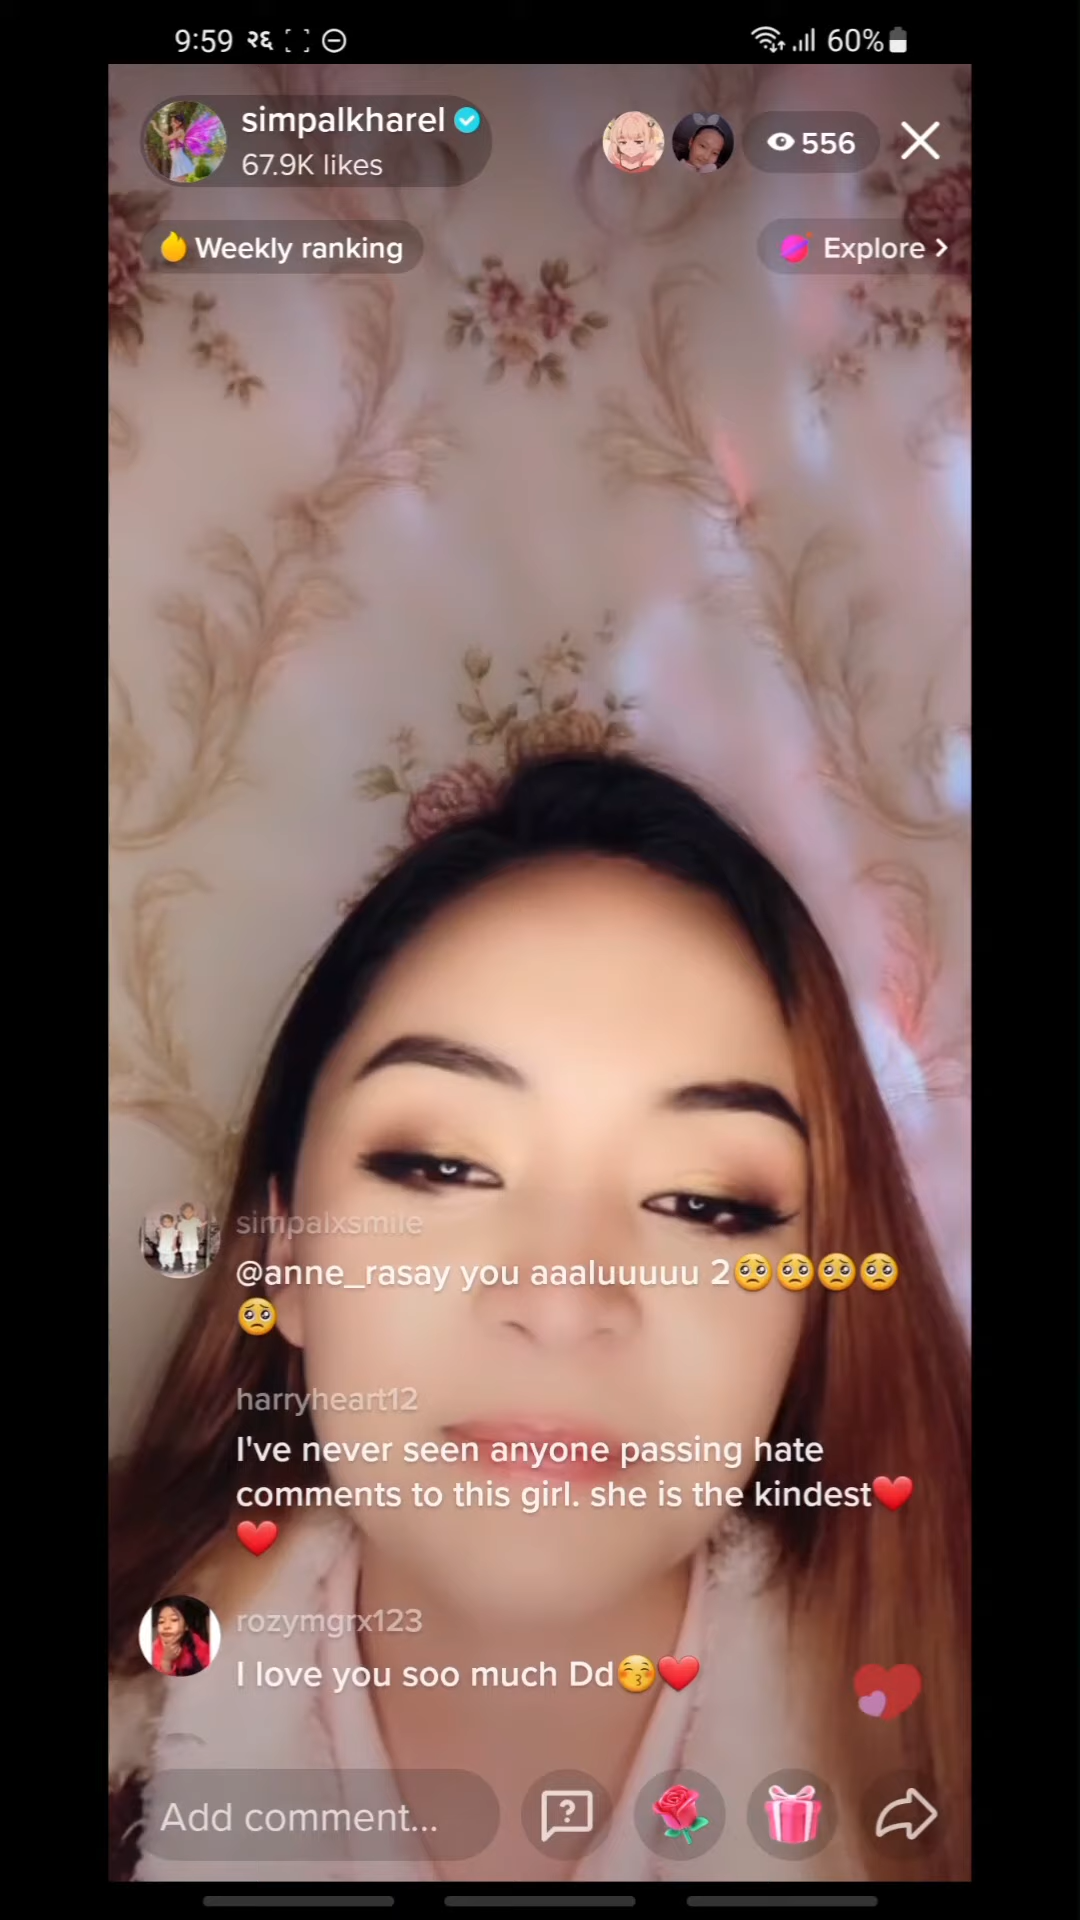 9:59 २६ 60%
simpalkharel
67.9K likes
556
Weekly ranking
Explore >
simpalxsmile
@anne_rasay you aaaluuuuu 2🥺🥺🥺🥺
🥺
harryheart12
I've never seen anyone passing hate
comments to this girl. she is the kindest❤️
❤️
rozymgrx123
I love you soo much Dd😚❤️
Add comment...